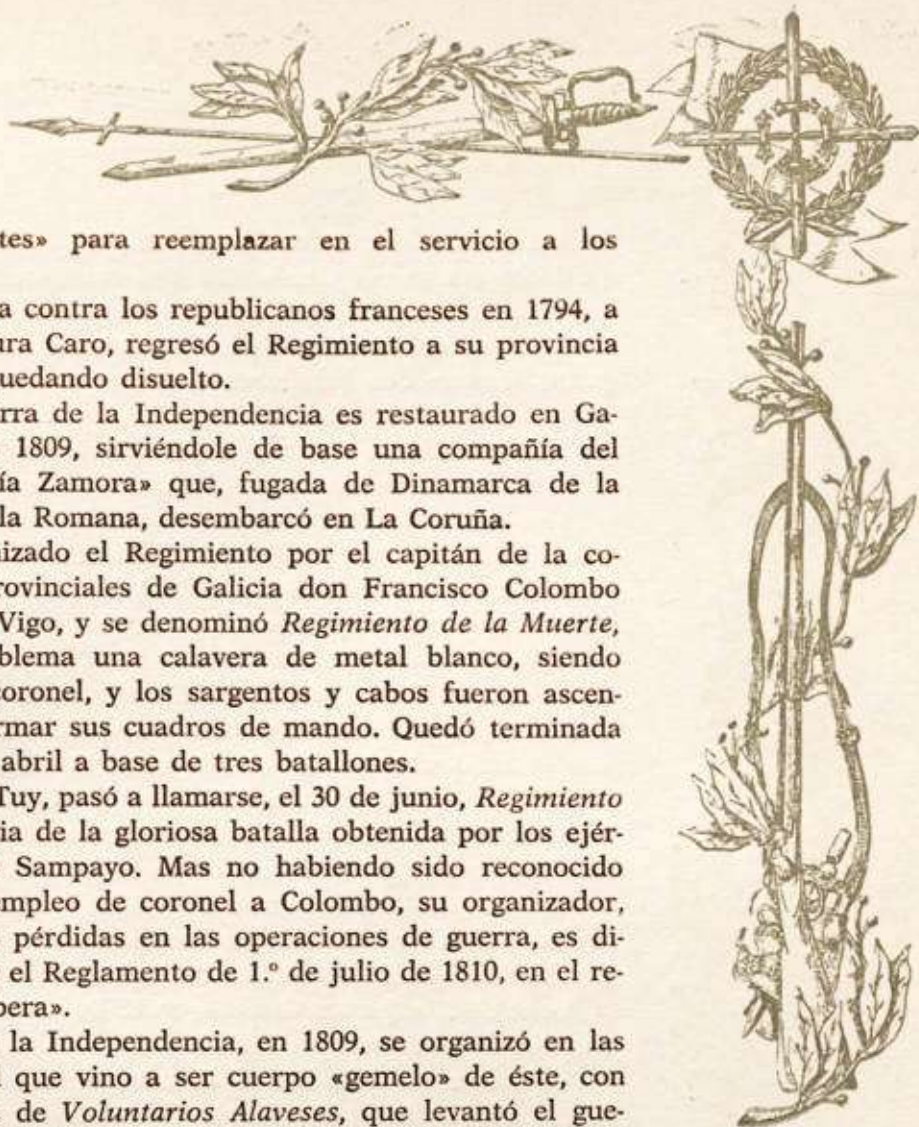 tes» para reemplazar en el servicio a los
a contra los republicanos franceses en 1794, a
ura Caro, regresó el Regimiento a su provincia
uedando disuelto.
rra de la Independencia es restaurado en Ga-
1809, sirviéndole de base una compañía del
ía Zamora» que, fugada de Dinamarca de la
la Romana, desembarcó en La Coruña.
izado el Regimiento por el capitán de la co-
rovinciales de Galicia don Francisco Colombo
Vigo, y se denominó Regimiento de la Muerte,
blema una calavera de metal blanco, siendo
coronel, y los sargentos y cabos fueron ascen-
rmar sus cuadros de mando. Quedó terminada
abril a base de tres batallones.
Tuy, pasó a llamarse, el 30 de junio, Regimiento
ia de la gloriosa batalla obtenida por los ejér-
Sampayo. Mas no habiendo sido reconocido
mpleo de coronel a Colombo, su organizador,
pérdidas en las operaciones de guerra, es di-
el Reglamento de 1.º de julio de 1810, en el re-
bera».
la Independencia, en 1809, se organizó en las
que vino a ser cuerpo «gemelo» de éste, con
de Voluntarios Alaveses, que levantó el gue-